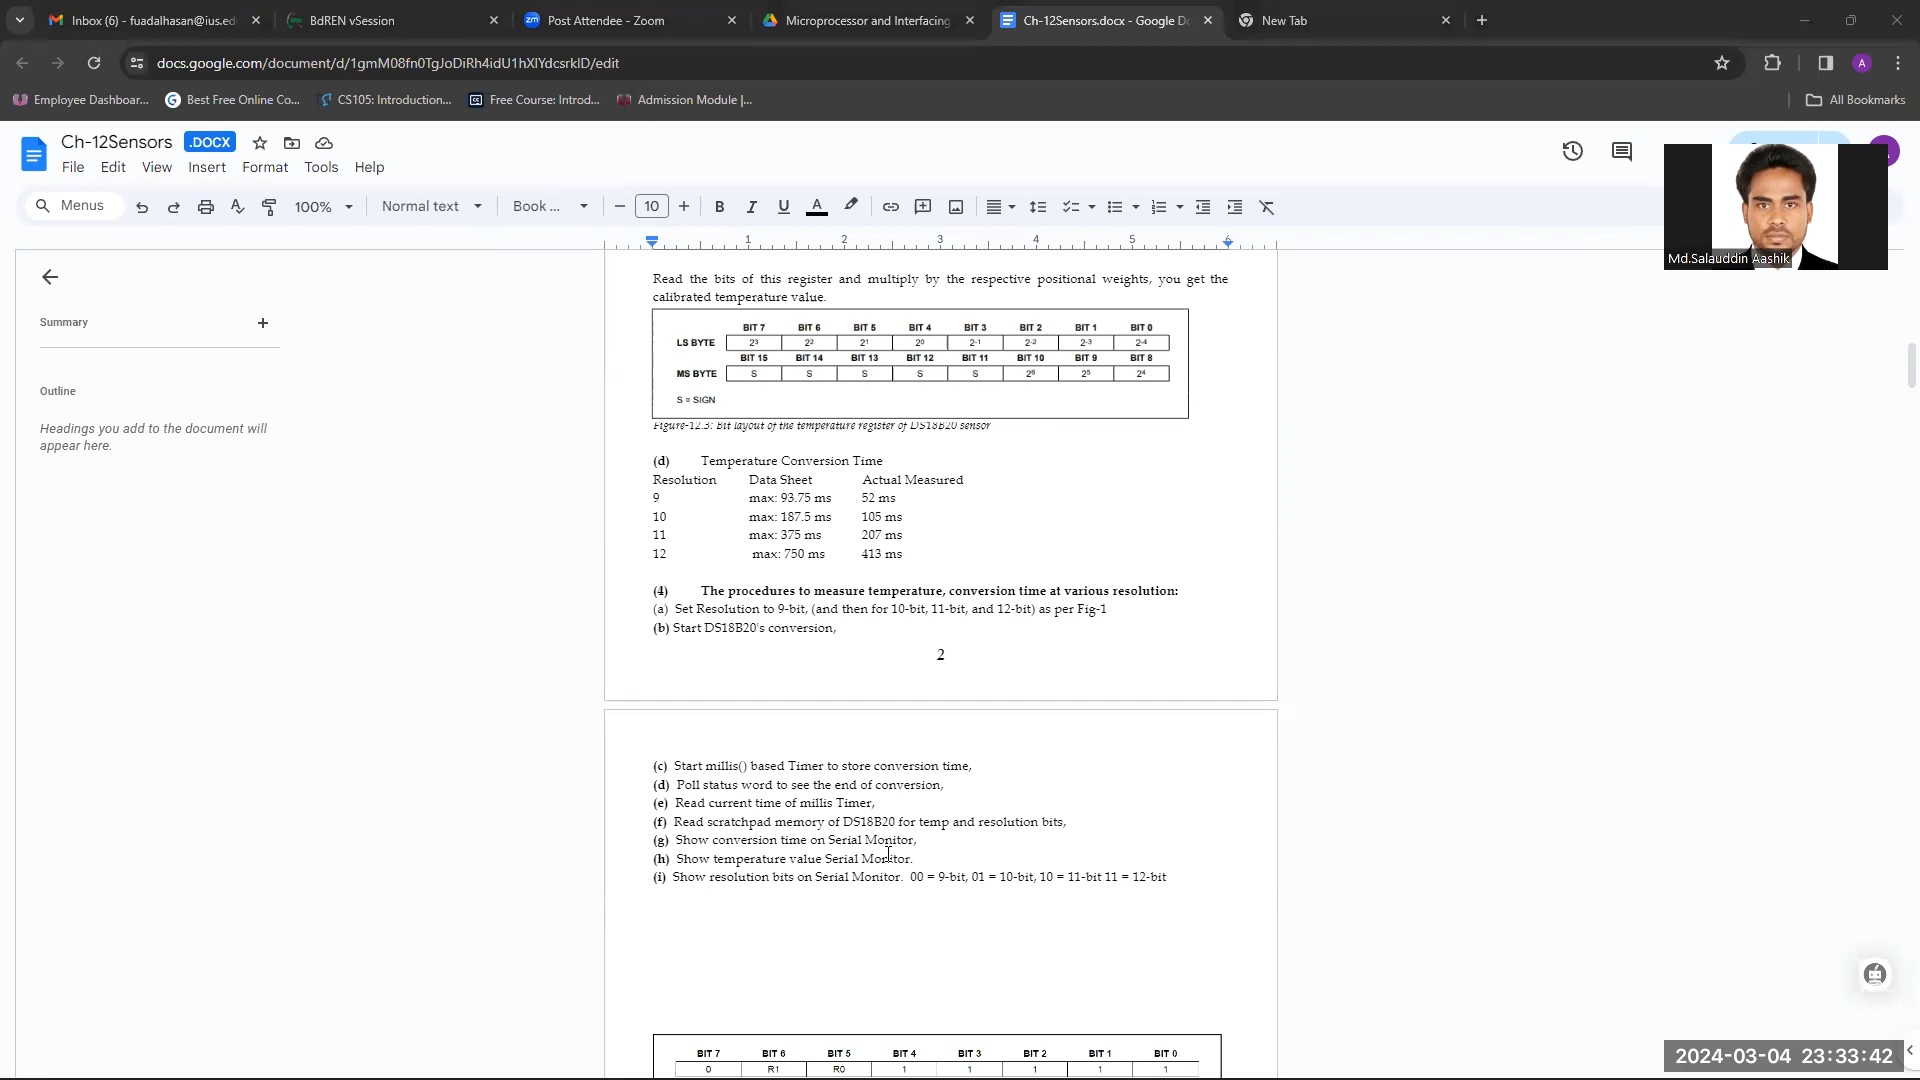 Inbox (6) - fuadalhasan@ius.ed
BdREN vSession
Post Attendee - Zoom
Microprocessor and Interfacing
Ch-12Sensors.docx - Google Do
New Tab
docs.google.com/document/d/1gmM08fn0TgJoDiRh4idU1hXlYdcsrklD/edit
A
Employee Dashboar...
Best Free Online Co...
CS105: Introduction...
Free Course: Introd...
Admission Module |...
All Bookmarks
Ch-12Sensors .DOCX
File Edit View Insert Format Tools Help
Menus 100% Normal text Book ... 10
1 2 3 4 5 6
Md.Salauddin Aashik
Summary
Outline
Headings you add to the document will
appear here.
Read the bits of this register and multiply by the respective positional weights, you get the
calibrated temperature value.
BIT 7 BIT 6 BIT 5 BIT 4 BIT 3 BIT 2 BIT 1 BIT 0
LS BYTE 2³ 2² 2¹ 2⁰ 2⁻¹ 2⁻² 2⁻³ 2⁻⁴
BIT 15 BIT 14 BIT 13 BIT 12 BIT 11 BIT 10 BIT 9 BIT 8
MS BYTE S S S S S 2⁶ 2⁵ 2⁴
S = SIGN
Figure-12.3: Bit layout of the temperature register of DS18B20 sensor
(d) Temperature Conversion Time
Resolution Data Sheet Actual Measured
9 max: 93.75 ms 52 ms
10 max: 187.5 ms 105 ms
11 max: 375 ms 207 ms
12 max: 750 ms 413 ms
(4) The procedures to measure temperature, conversion time at various resolution:
(a) Set Resolution to 9-bit, (and then for 10-bit, 11-bit, and 12-bit) as per Fig-1
(b) Start DS18B20's conversion,
2
(c) Start millis() based Timer to store conversion time,
(d) Poll status word to see the end of conversion,
(e) Read current time of millis Timer,
(f) Read scratchpad memory of DS18B20 for temp and resolution bits,
(g) Show conversion time on Serial Monitor,
(h) Show temperature value Serial Monitor.
(i) Show resolution bits on Serial Monitor. 00 = 9-bit, 01 = 10-bit, 10 = 11-bit 11 = 12-bit
BIT 7 BIT 6 BIT 5 BIT 4 BIT 3 BIT 2 BIT 1 BIT 0
0 R1 R0 1 1 1 1 1
2024-03-04 23:33:42